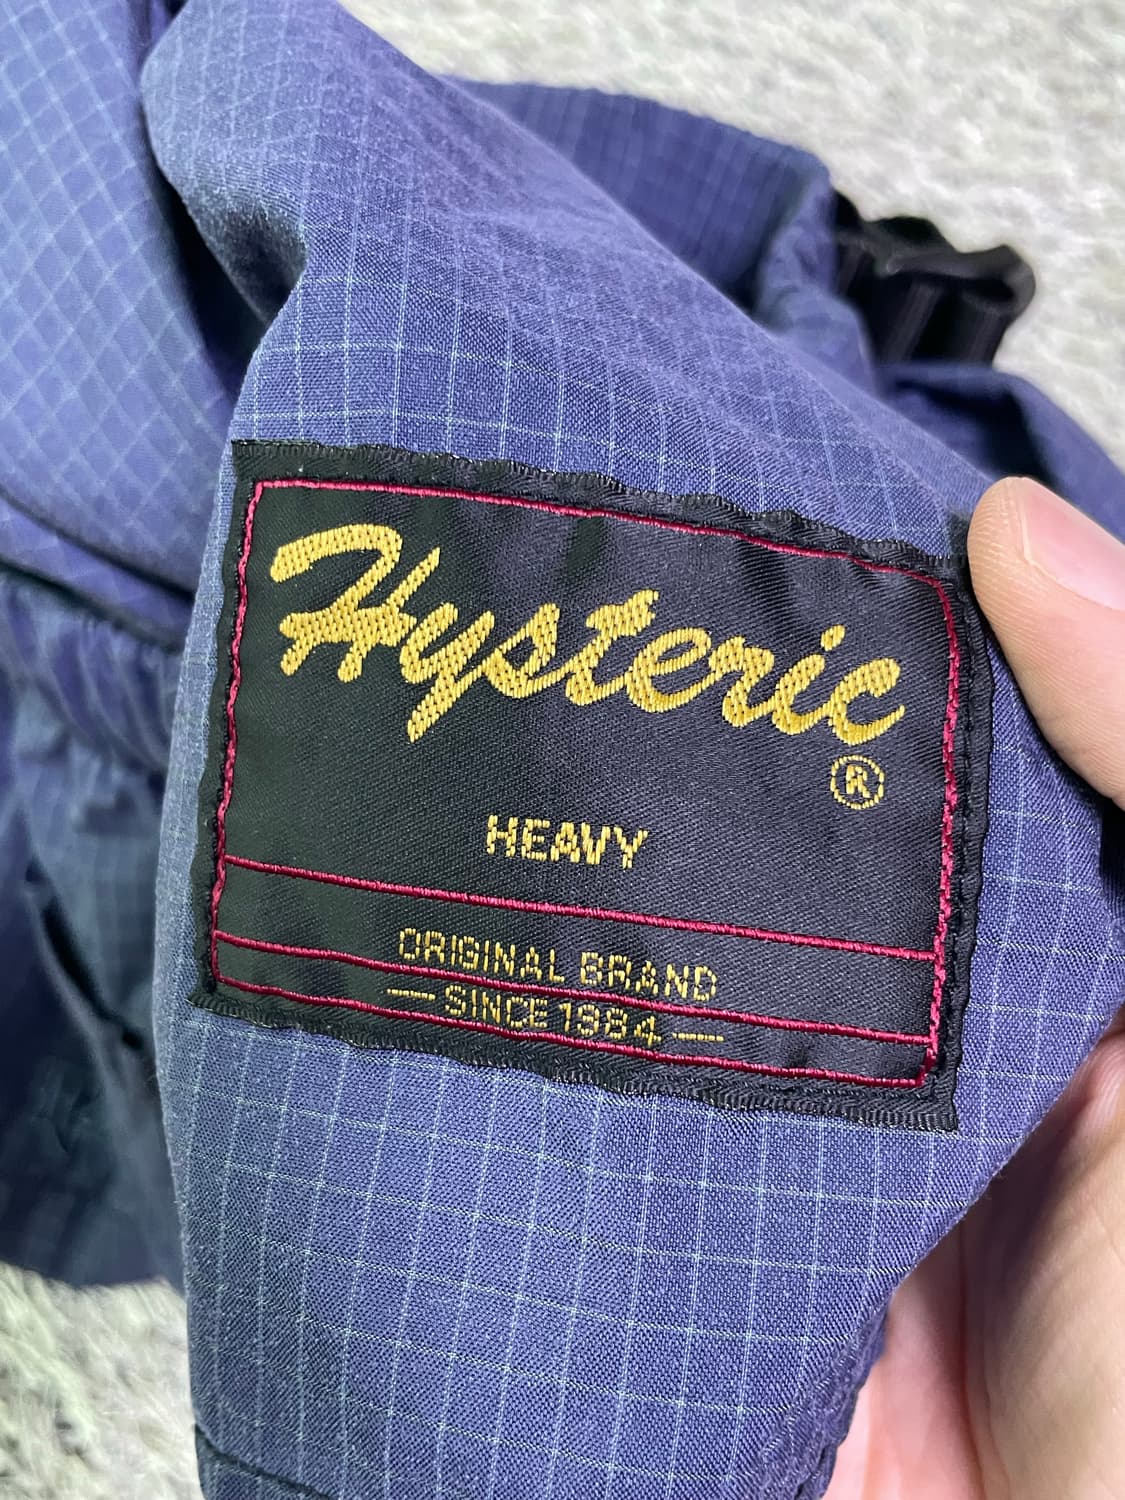 Hysteric
®
HEAVY
ORIGINAL BRAND
— SINCE 1984 —